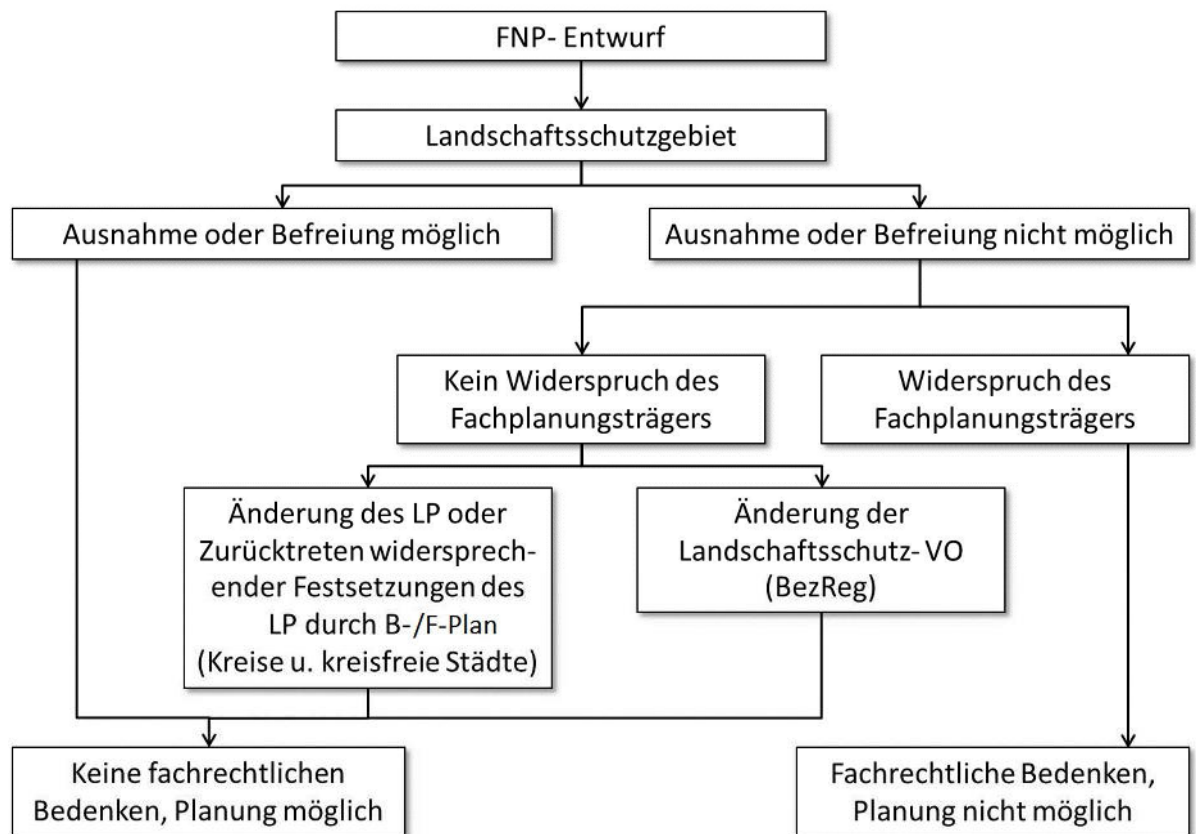 FNP- Entwurf
Landschaftsschutzgebiet
Ausnahme oder Befreiung möglich
Ausnahme oder Befreiung nicht möglich
Kein Widerspruch des
Fachplanungsträgers
Widerspruch des
Fachplanungsträgers
Änderung des LP oder
Zurücktreten widersprech-
ender Festsetzungen des
LP durch B-/F-Plan
(Kreise u. kreisfreie Städte)
Änderung der
Landschaftsschutz- VO
(BezReg)
Keine fachrechtlichen
Bedenken, Planung möglich
Fachrechtliche Bedenken,
Planung nicht möglich